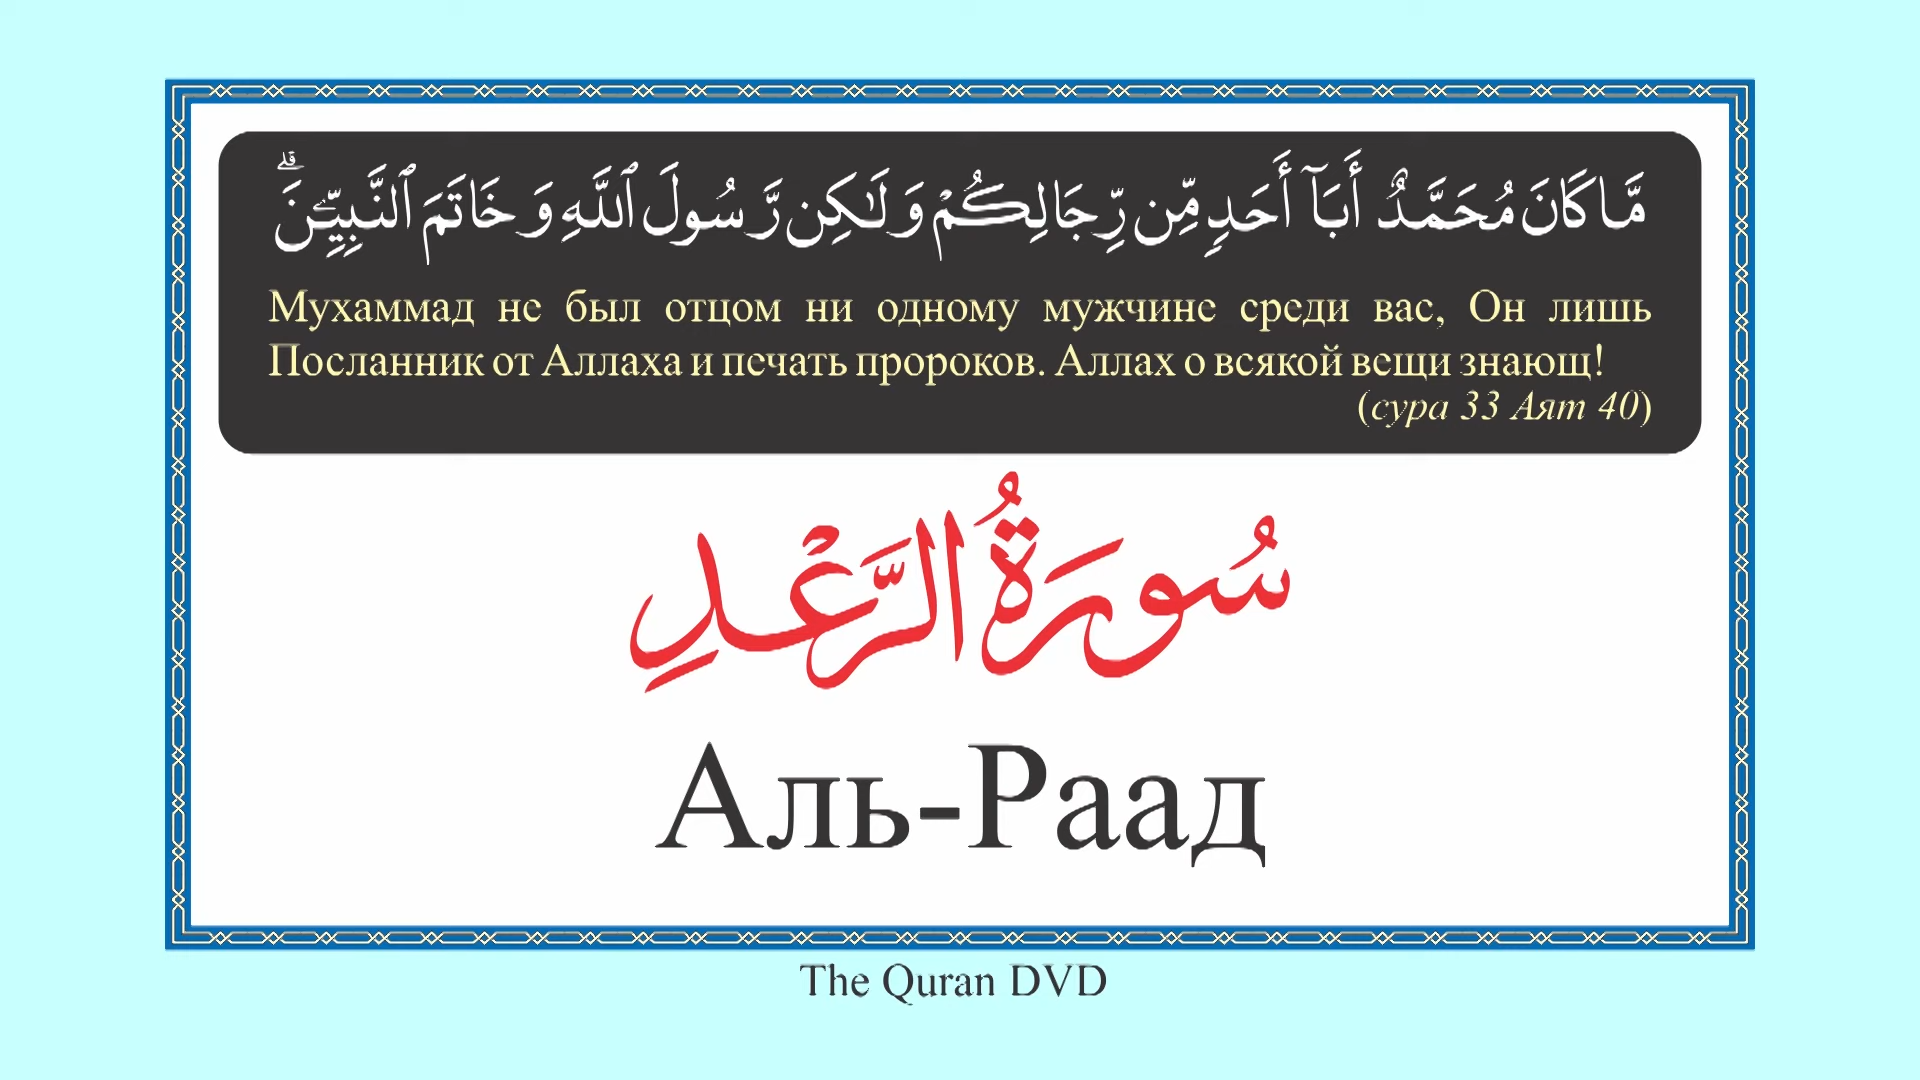 مَّا كَانَ مُحَمَّدٌ أَبَآ أَحَدٍ مِّن رِّجَالِكُمْ وَلَٰكِن رَّسُولَ ٱللَّهِ وَخَاتَمَ ٱلنَّبِيِّۦنَ ۗ
Мухаммад не был отцом ни одному мужчине среди вас, Он лишь
Посланник от Аллаха и печать пророков. Аллах о всякой вещи знающ!
(сура 33 Аят 40)
سُورَةُ الرَّعْدِ
Аль-Раад
The Quran DVD